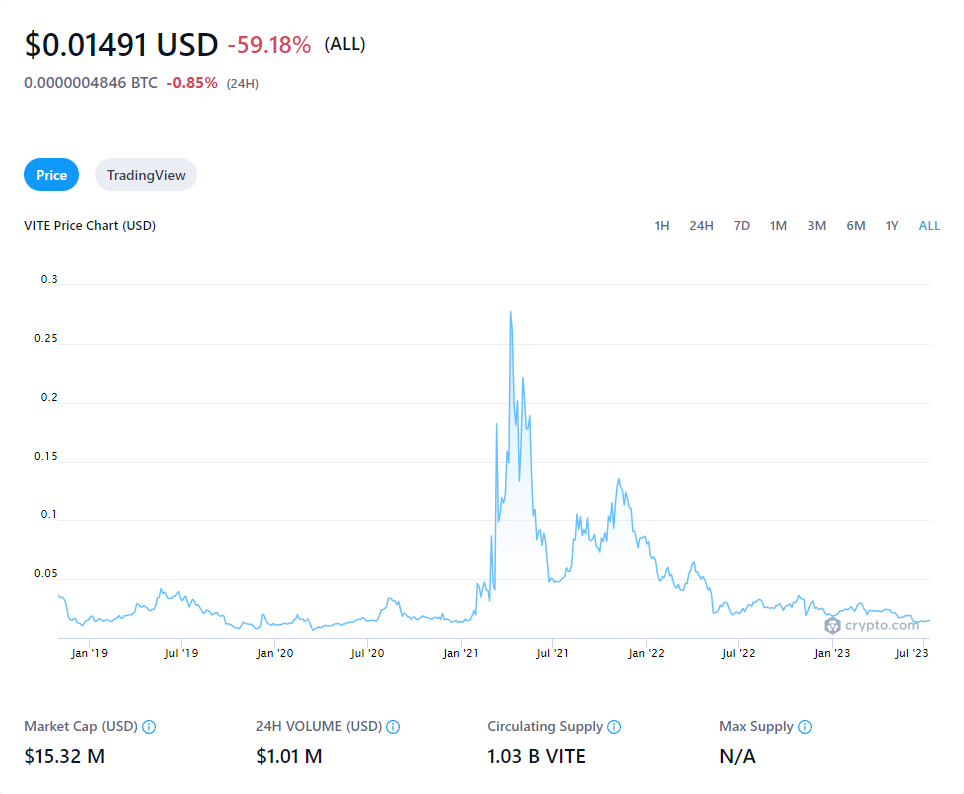 $0.01491 USD -59.18% (ALL)
0.0000004846 BTC -0.85% (24H)
Price TradingView
VITE Price Chart (USD) 1H 24H 7D 1M 3M 6M 1Y ALL
0.3
0.25
0.2
0.15
0.1
0.05
crypto.com
Jan '19 Jul '19 Jan '20 Jul '20 Jan '21 Jul '21 Jan '22 Jul '22 Jan '23 Jul '23
Market Cap (USD) 24H VOLUME (USD) Circulating Supply Max Supply
$15.32 M $1.01 M 1.03 B VITE N/A